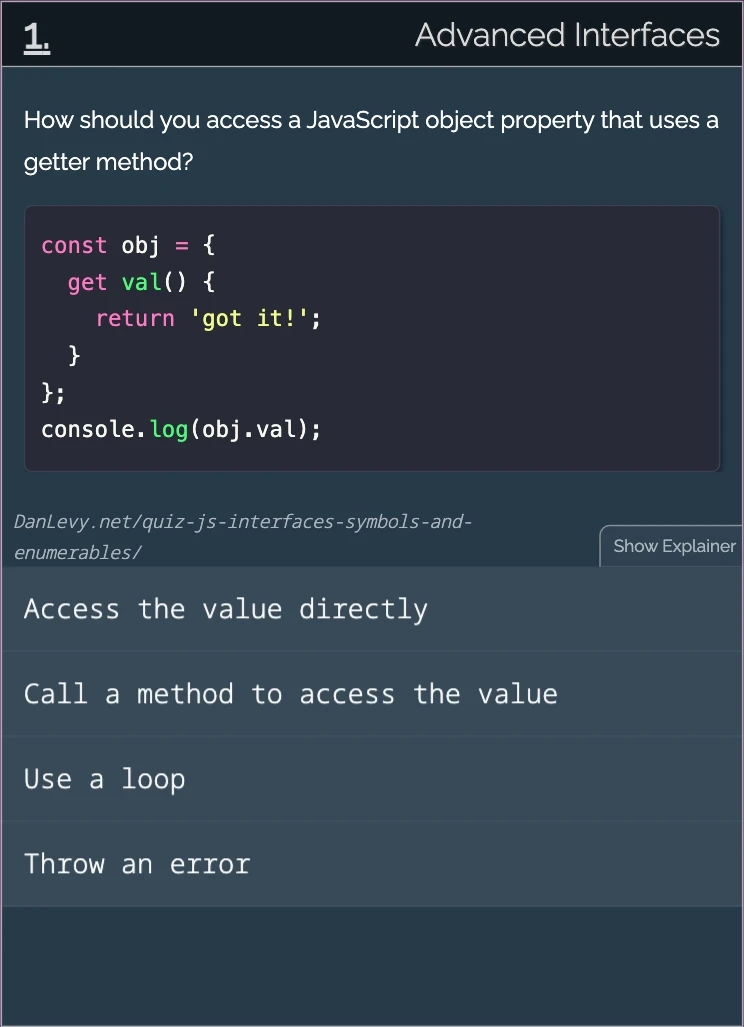 1.
Advanced Interfaces
How should you access a JavaScript object property that uses a
getter method?
const obj = {
  get val() {
    return 'got it!';
  }
};
console.log(obj.val);
DanLevy.net/quiz-js-interfaces-symbols-and-
enumerables/
Show Explainer
Access the value directly
Call a method to access the value
Use a loop
Throw an error